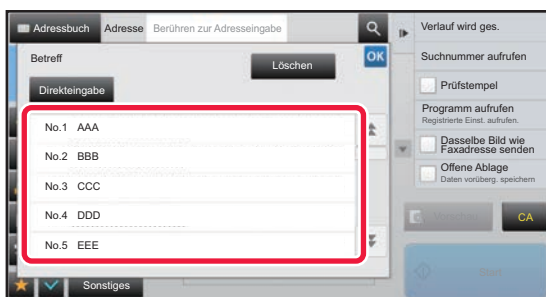 Adressbuch Adresse Berühren zur Adresseingabe
Verlauf wird ges.
Betreff Löschen OK
Suchnummer aufrufen
Direkteingabe
Prüfstempel
Programm aufrufen
Registrierte Einst. aufrufen.
No.1 AAA
No.2 BBB
Dasselbe Bild wie
Faxadresse senden
No.3 CCC
Offene Ablage
Daten vorüberg. speichern
No.4 DDD
CA
No.5 EEE
Sonstiges
Start